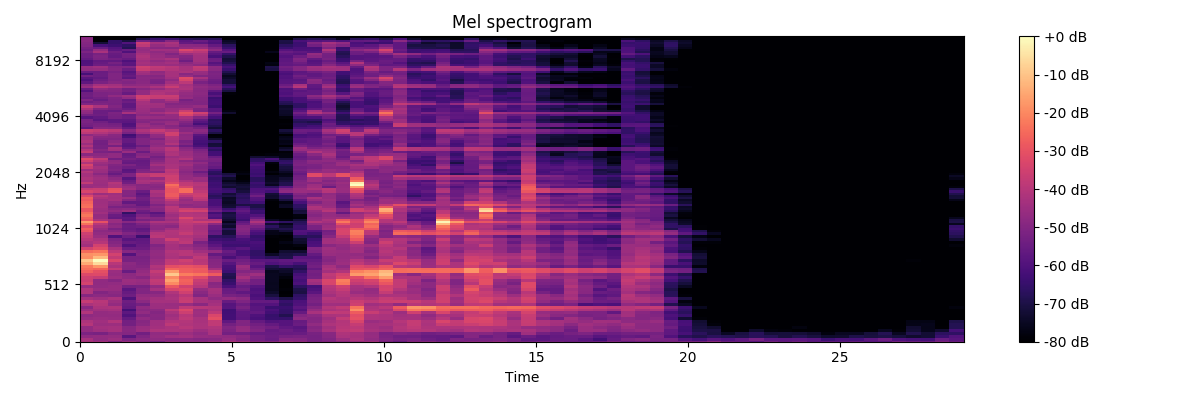 Mel spectrogram
8192
4096
2048
1024
512
0
Hz
0 5 10 15 20 25
Time
+0 dB
-10 dB
-20 dB
-30 dB
-40 dB
-50 dB
-60 dB
-70 dB
-80 dB